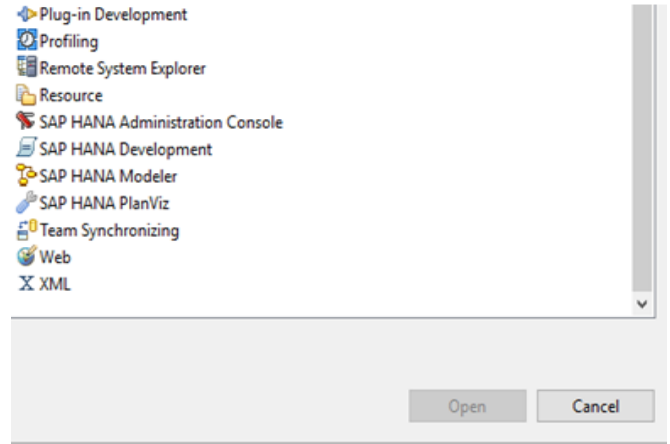 Plug-in Development
Profiling
Remote System Explorer
Resource
SAP HANA Administration Console
SAP HANA Development
SAP HANA Modeler
SAP HANA PlanViz
Team Synchronizing
Web
XML
Open Cancel